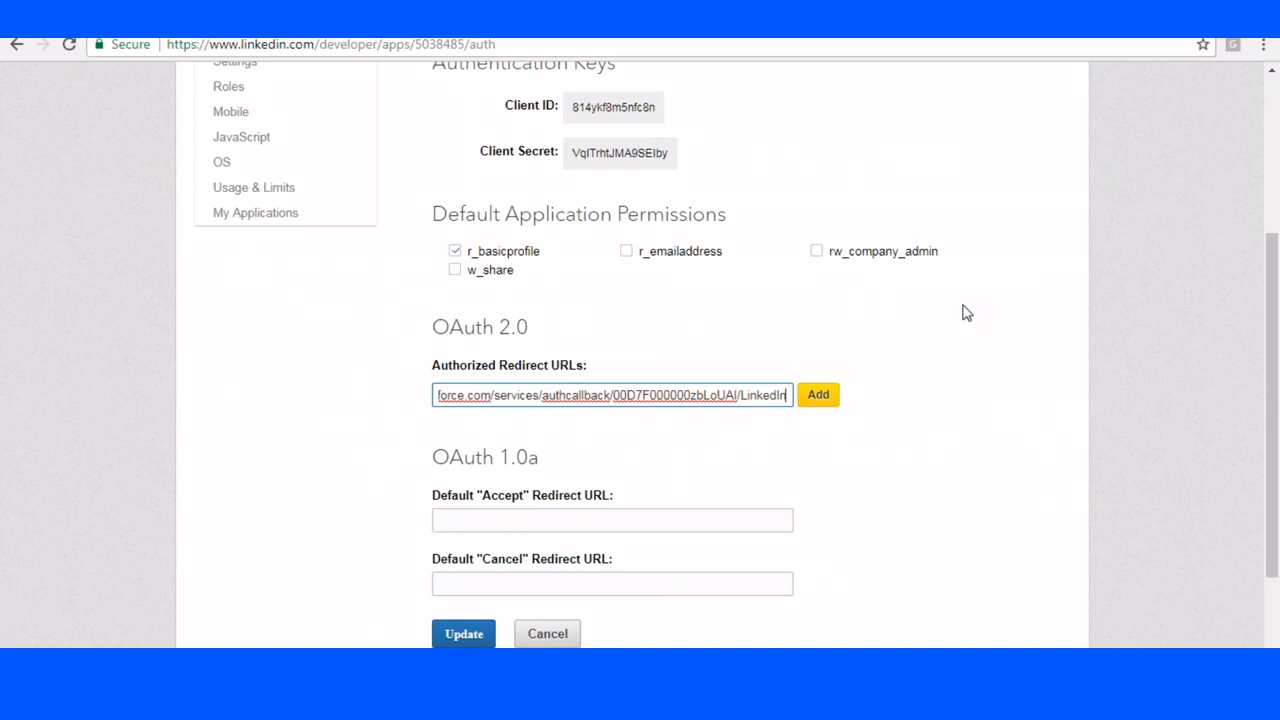 Secure https://www.linkedin.com/developer/apps/5038485/auth
G
Settings
Authentication Keys
Roles
Client ID: 814ykf8m5nfc8n
Mobile
JavaScript
Client Secret: VqITrhtJMA9SEIby
OS
Usage & Limits
My Applications
Default Application Permissions
r_basicprofile r_emailaddress rw_company_admin
w_share
OAuth 2.0
Authorized Redirect URLs:
force.com/services/authcallback/00D7F000000zbLoUAI/LinkedIn Add
OAuth 1.0a
Default "Accept" Redirect URL:
Default "Cancel" Redirect URL:
Update Cancel